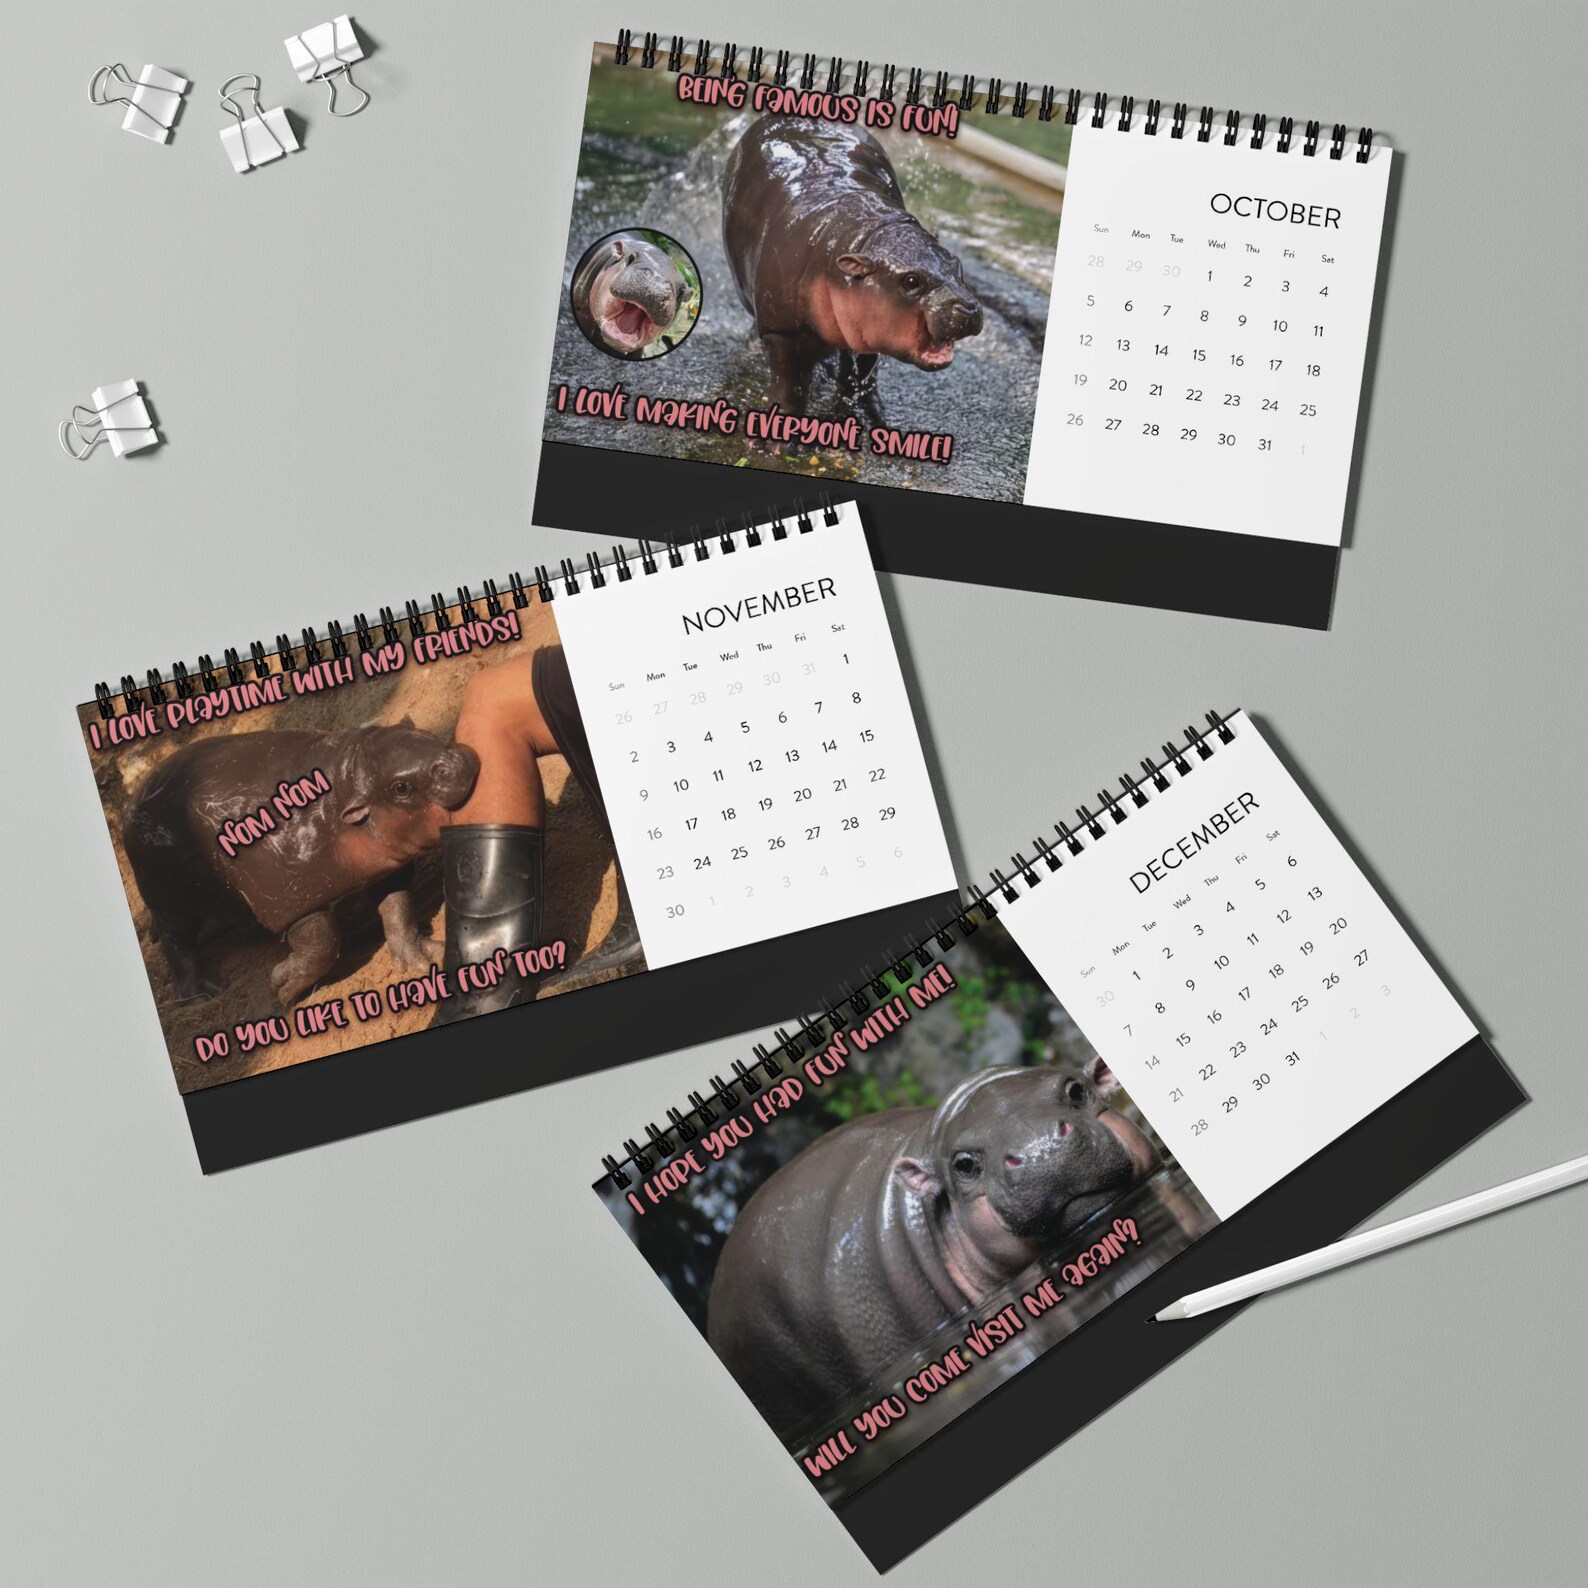 BEING FAMOUS IS FUN!
I LOVE MAKING EVERYONE SMILE!
OCTOBER
Sun Mon Tue Wed Thu Fri Sat
28 29 30 1 2 3 4
5 6 7 8 9 10 11
12 13 14 15 16 17 18
19 20 21 22 23 24 25
26 27 28 29 30 31 1
I LOVE PLAYTIME WITH MY FRIENDS!
NOM NOM
DO YOU LIKE TO HAVE FUN TOO?
NOVEMBER
Sun Mon Tue Wed Thu Fri Sat
26 27 28 29 30 31 1
2 3 4 5 6 7 8
9 10 11 12 13 14 15
16 17 18 19 20 21 22
23 24 25 26 27 28 29
30 1 2 3 4 5 6
I HOPE YOU HAD FUN WITH ME!
WILL YOU COME VISIT ME AGAIN?
DECEMBER
Sun Mon Tue Wed Thu Fri Sat
30 1 2 3 4 5 6
7 8 9 10 11 12 13
14 15 16 17 18 19 20
21 22 23 24 25 26 27
28 29 30 31 1 2 3